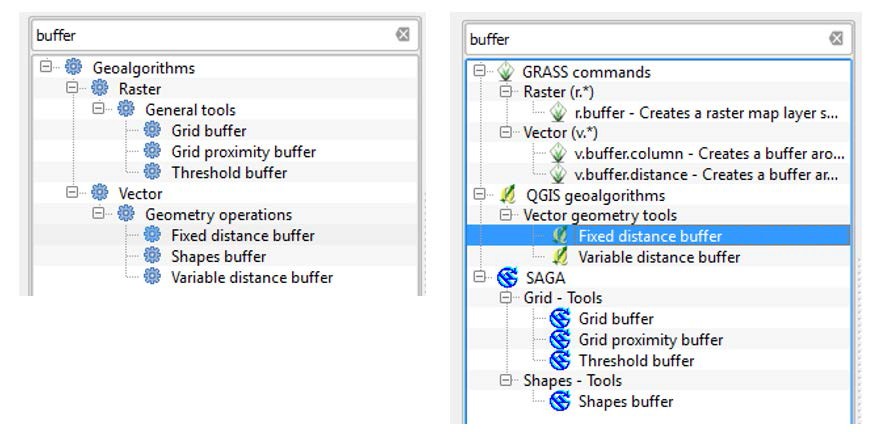 buffer
Geoalgorithms
Raster
General tools
Grid buffer
Grid proximity buffer
Threshold buffer
Vector
Geometry operations
Fixed distance buffer
Shapes buffer
Variable distance buffer
buffer
GRASS commands
Raster (r.*)
r.buffer - Creates a raster map layer s...
Vector (v.*)
v.buffer.column - Creates a buffer aro...
v.buffer.distance - Creates a buffer ar...
QGIS geoalgorithms
Vector geometry tools
Fixed distance buffer
Variable distance buffer
SAGA
Grid - Tools
Grid buffer
Grid proximity buffer
Threshold buffer
Shapes - Tools
Shapes buffer